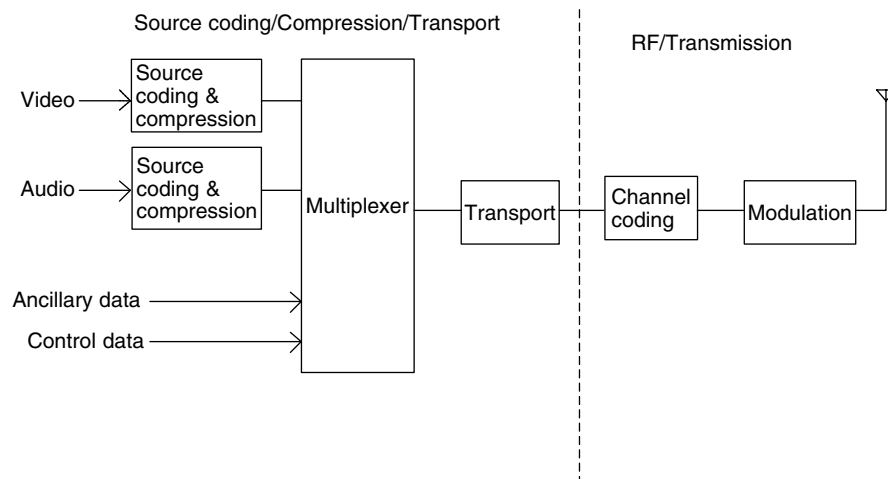 Source coding/Compression/Transport
RF/Transmission
Video
Source
coding &
compression
Audio
Source
coding &
compression
Multiplexer
Transport
Channel
coding
Modulation
Ancillary data
Control data